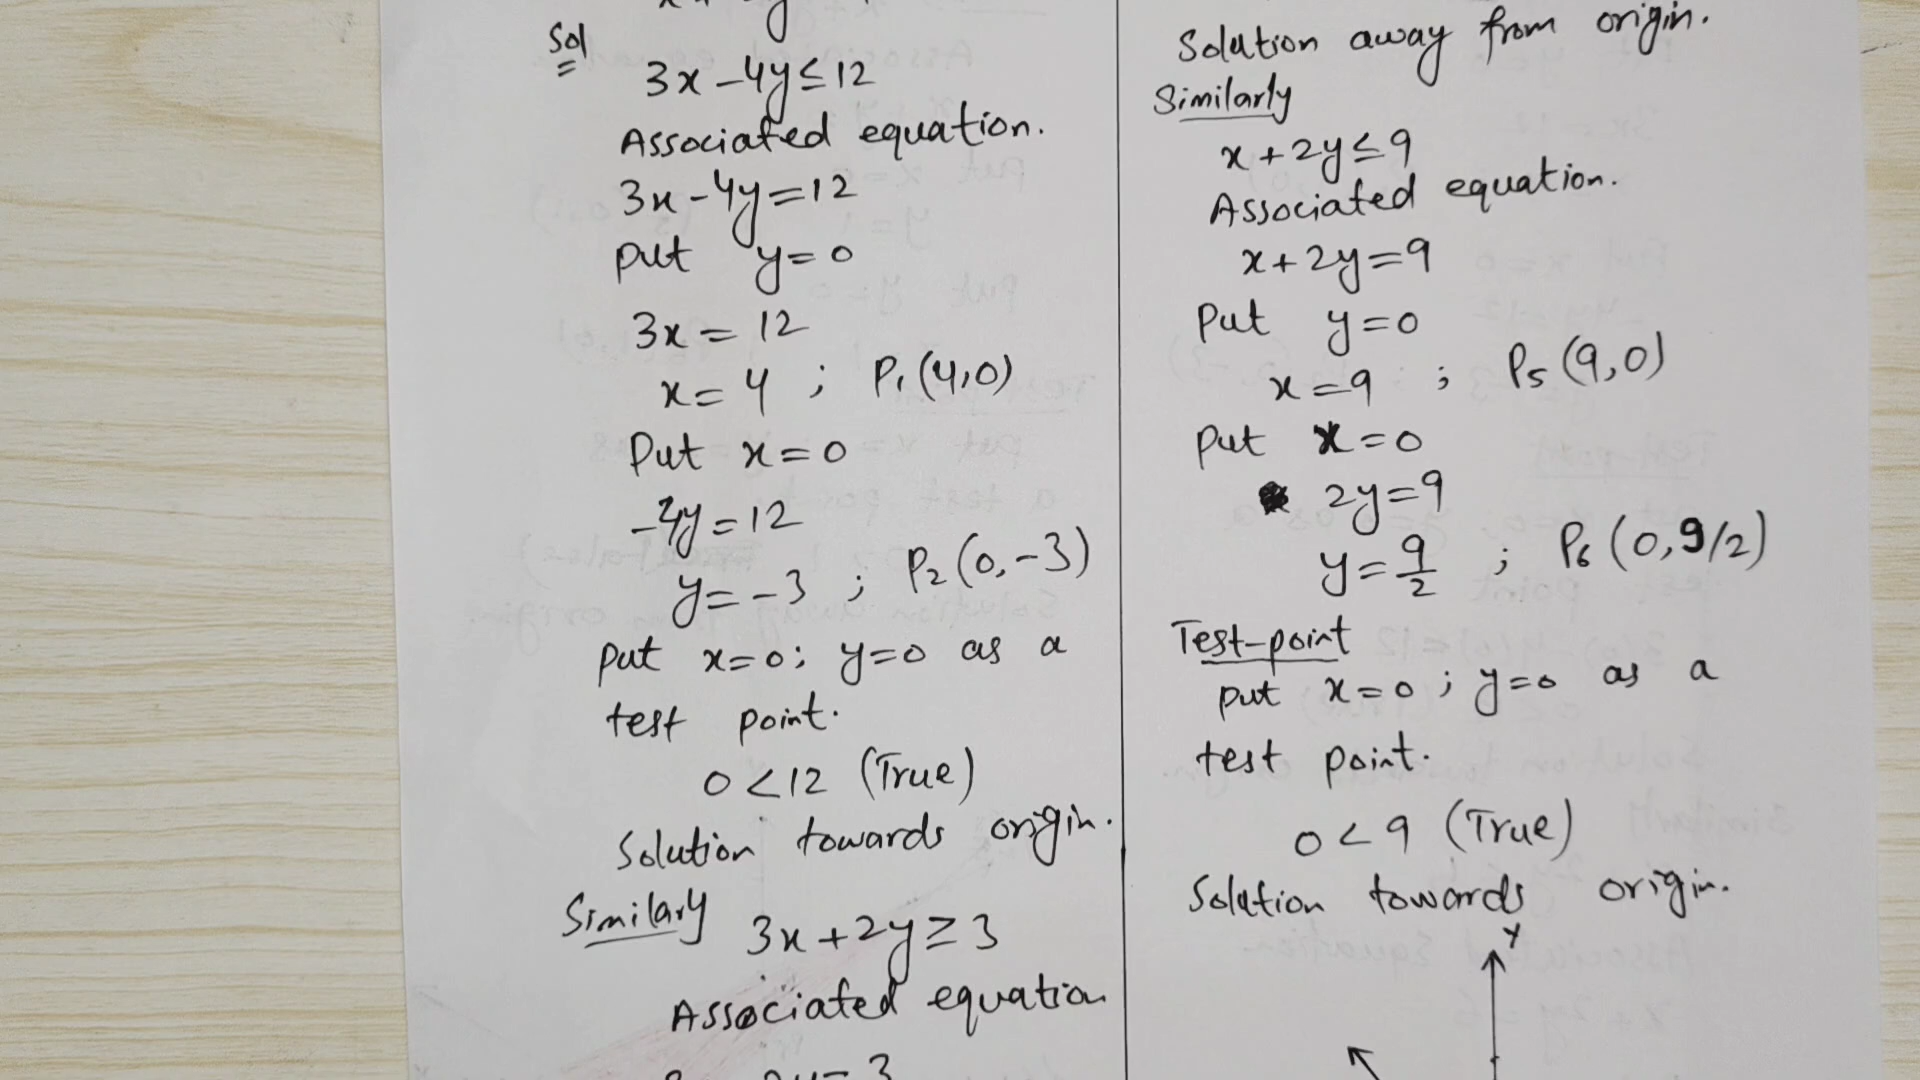 Sol
3x-4y≤12
Associated equation.
3x-4y=12
Put y=0
3x=12
x=4 ; P₁(4,0)
Put x=0
-4y=12
y=-3 ; P₂(0,-3)
Put x=0; y=0 as a
test point.
0<12 (True)
Solution towards origin.
Similary 3x+2y≥3
Associated equation
Solution away from origin.
Similarly
x+2y≤9
Associated equation.
x+2y=9
Put y=0
x=9 ; P₅(9,0)
Put x=0
2y=9
y=9/2 ; P₆(0,9/2)
Test-point
Put x=0; y=0 as a
test point.
0<9 (True)
Solution towards origin.
Y